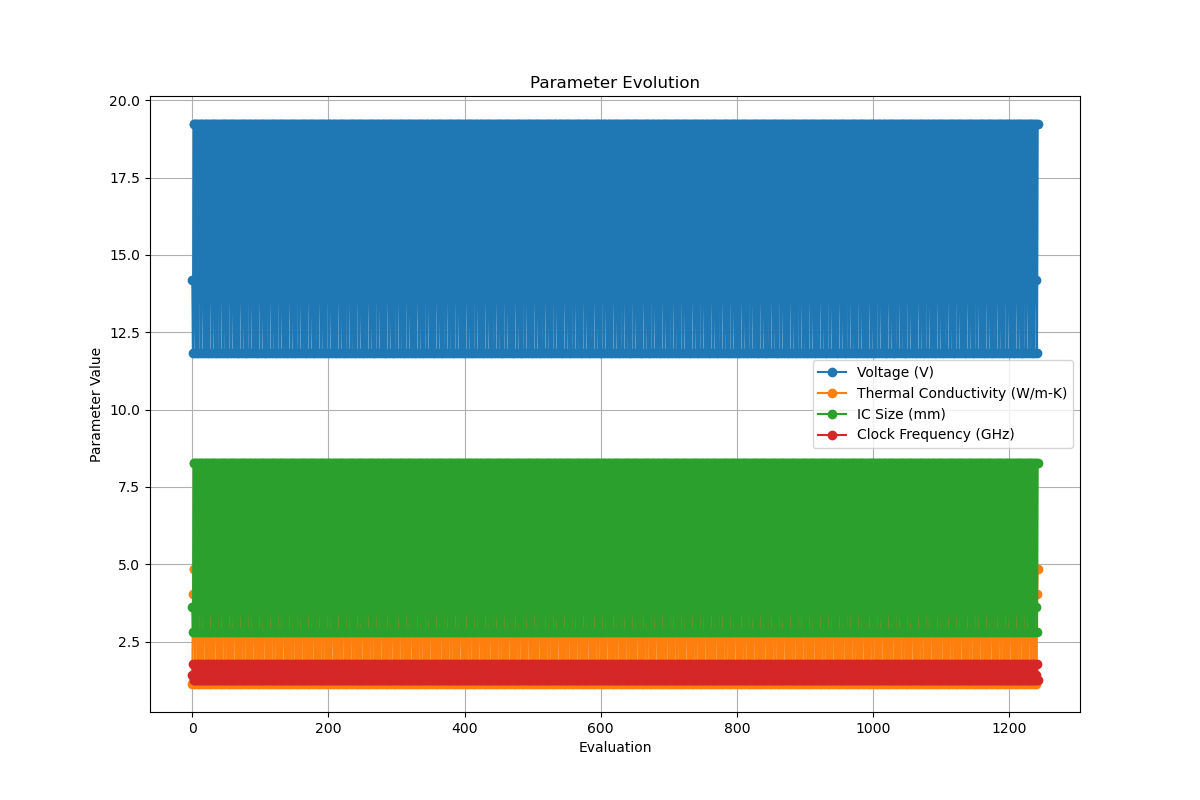 Parameter Evolution
20.0
17.5
15.0
12.5
10.0
7.5
5.0
2.5
Parameter Value
Voltage (V)
Thermal Conductivity (W/m-K)
IC Size (mm)
Clock Frequency (GHz)
0 200 400 600 800 1000 1200
Evaluation